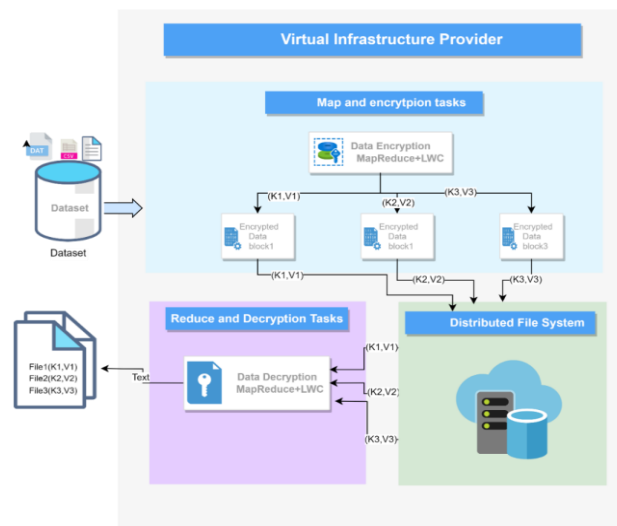 Virtual Infrastructure Provider
Map and encrytpion tasks
Data Encryption
MapReduce+LWC
DAT
Dataset
Dataset
(K1,V1)
(K2,V2)
(K3,V3)
Encrypted
Data
block1
Encrypted
Data
block1
Encrypted
Data
block3
(K1,V1)
(K2,V2)
(K3,V3)
Reduce and Decryption Tasks
Distributed File System
Data Decryption
MapReduce+LWC
(K1,V1)
(K2,V2)
(K3,V3)
Text
File1(K1,V1)
File2(K2,V2)
File3(K3,V3)